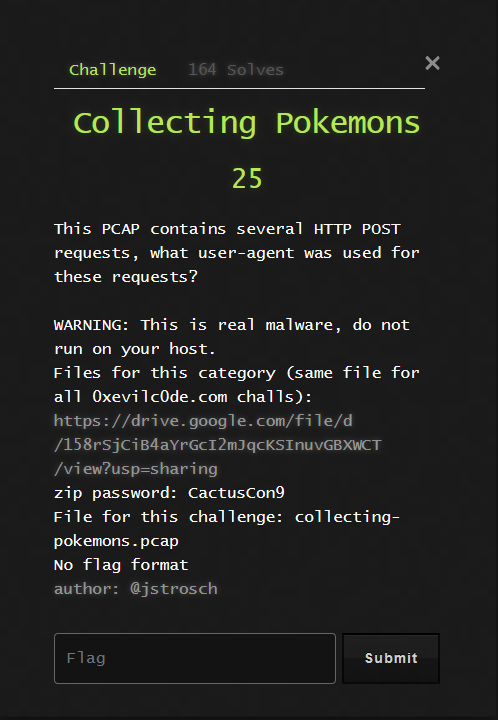 Challenge 164 Solves ×
Collecting Pokemons
25
This PCAP contains several HTTP POST
requests, what user-agent was used for
these requests?
WARNING: This is real malware, do not
run on your host.
Files for this category (same file for
all 0xevilc0de.com challs):
https://drive.google.com/file/d
/158rSjCiB4aYrGcI2mJqcKSInuvGBXWCT
/view?usp=sharing
zip password: CactusCon9
File for this challenge: collecting-
pokemons.pcap
No flag format
author: @jstrosch
Flag Submit